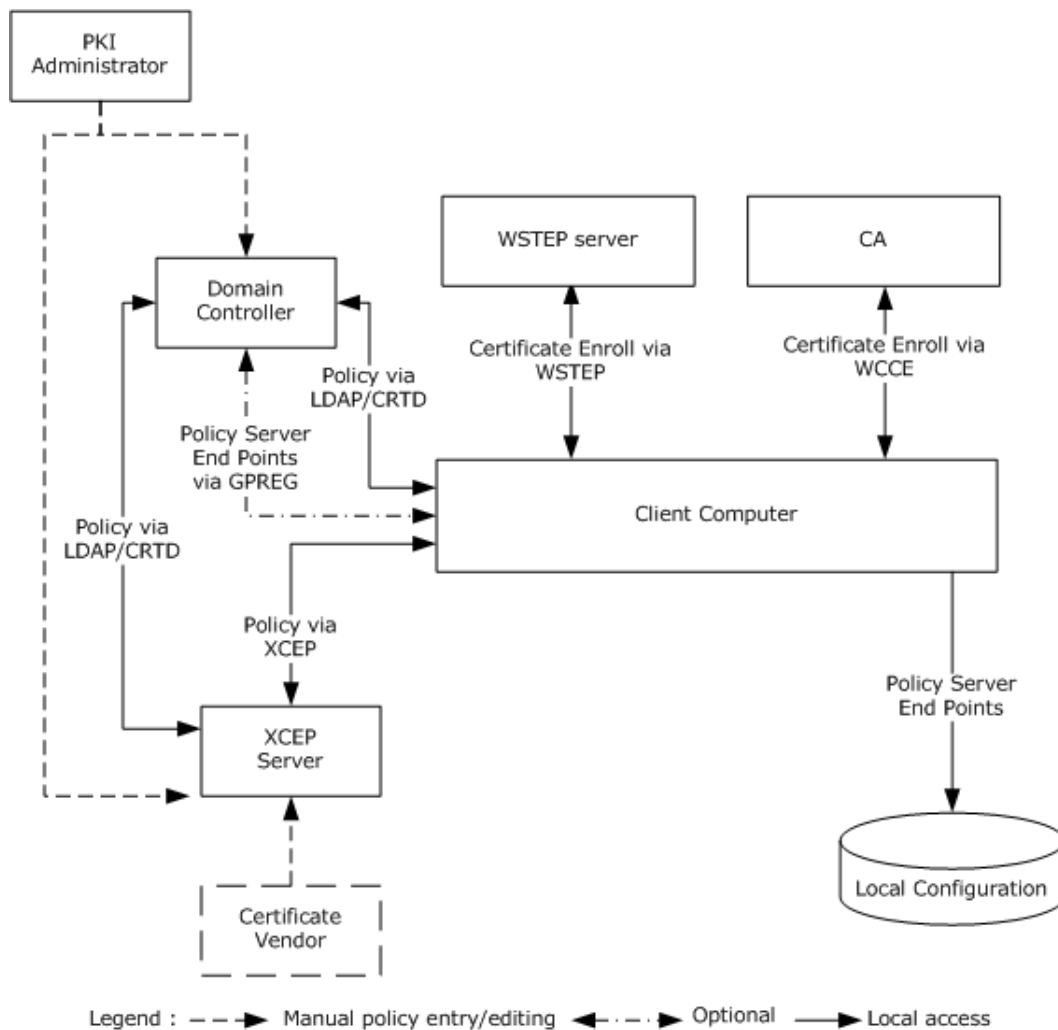 PKI
Administrator
WSTEP server
CA
Domain
Controller
Certificate Enroll via
WSTEP
Certificate Enroll via
WCCE
Policy via
LDAP/CRTD
Policy Server
End Points
via GPREG
Client Computer
Policy via
LDAP/CRTD
Policy via
XCEP
Policy Server
End Points
XCEP
Server
Local Configuration
Certificate
Vendor
Legend : Manual policy entry/editing Optional Local access